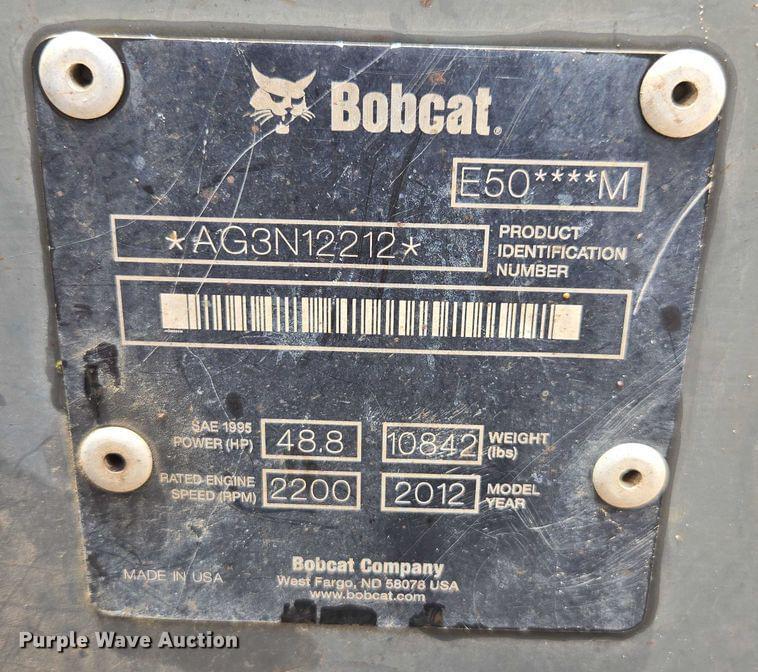 Bobcat®
E50****M
*AG3N12212*
PRODUCT
IDENTIFICATION
NUMBER
SAE 1995
POWER (HP)
48.8
10842
WEIGHT
(lbs)
RATED ENGINE
SPEED (RPM)
2200
2012
MODEL
YEAR
Bobcat Company
West Fargo, ND 58078 USA
www.bobcat.com
MADE IN USA
Purple Wave Auction